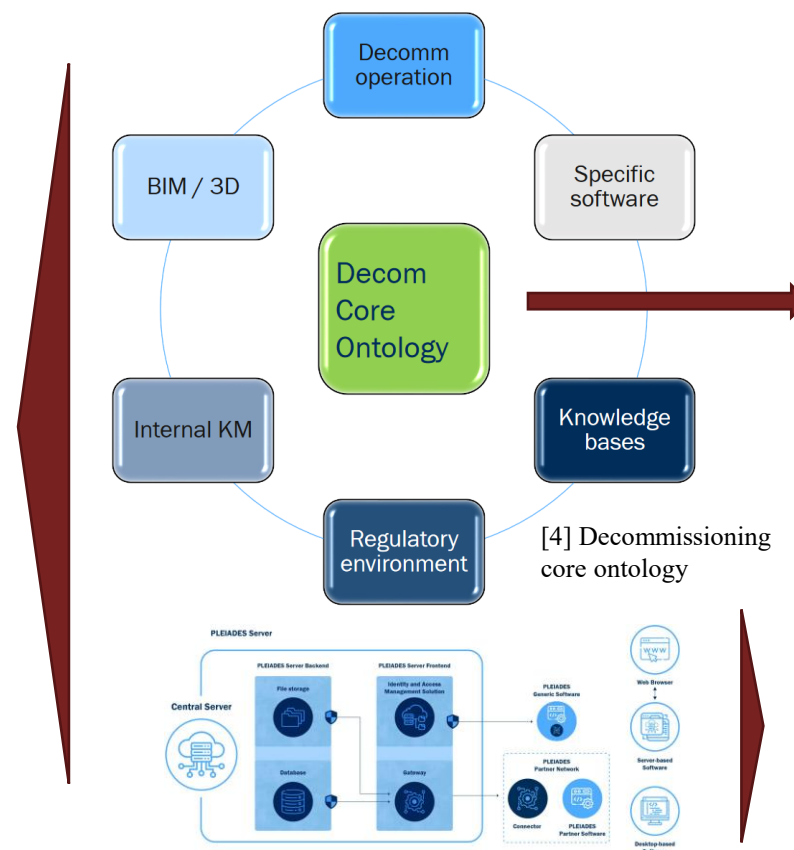 Decomm
operation
BIM / 3D
Specific
software
Decom
Core
Ontology
Internal KM
Knowledge
bases
Regulatory
environment
[4] Decommissioning
core ontology
PLEIADES Server
PLEIADES Server Backend
PLEIADES Server Frontend
File storage
Identity and Access
Management Solution
Central Server
Database
Gateway
PLEIADES
Generic Software
PLEIADES
Partner Network
Connector
PLEIADES
Partner Software
WWW
Web Browser
Server-based
Software
Desktop-based